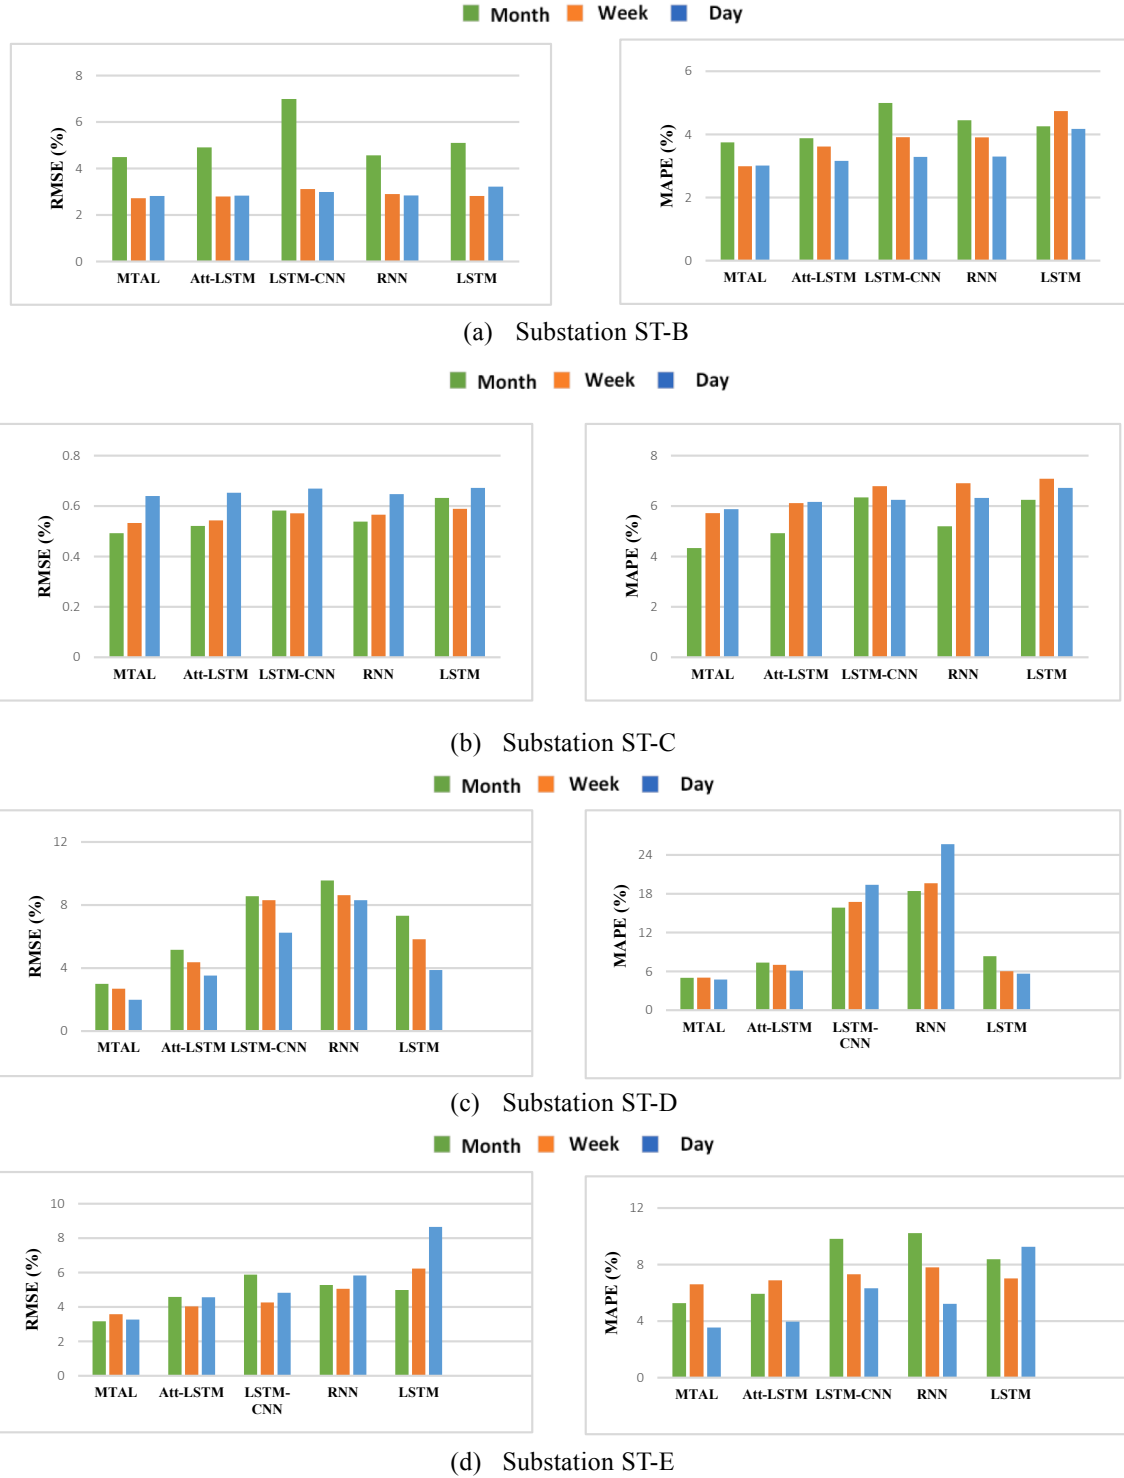 Month Week Day
8
6
4
2
0
RMSE (%)
MTAL Att-LSTM LSTM-CNN RNN LSTM
6
4
2
0
MAPE (%)
MTAL Att-LSTM LSTM-CNN RNN LSTM
(a) Substation ST-B
Month Week Day
0.8
0.6
0.4
0.2
0
RMSE (%)
MTAL Att-LSTM LSTM-CNN RNN LSTM
8
6
4
2
0
MAPE (%)
MTAL Att-LSTM LSTM-CNN RNN LSTM
(b) Substation ST-C
Month Week Day
12
8
4
0
RMSE (%)
MTAL Att-LSTM LSTM-CNN RNN LSTM
24
18
12
6
0
MAPE (%)
MTAL Att-LSTM LSTM- RNN LSTM
CNN
(c) Substation ST-D
Month Week Day
10
8
6
4
2
0
RMSE (%)
MTAL Att-LSTM LSTM- RNN LSTM
CNN
12
8
4
0
MAPE (%)
MTAL Att-LSTM LSTM-CNN RNN LSTM
(d) Substation ST-E